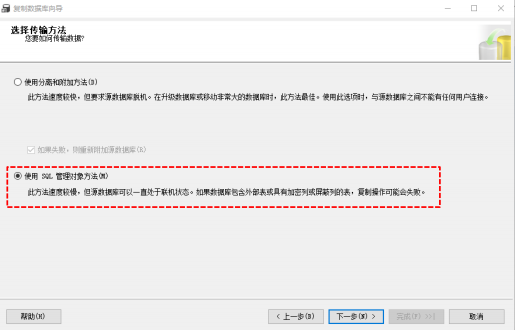 复制数据库向导
选择传输方法
您要如何传输数据?
使用分离和附加方法(D)
此方法速度较快，但要求源数据库脱机。在升级数据库或移动非常大的数据库时，此方法最佳。使用此选项时，与源数据库之间不能有任何用户连接。
如果失败，则重新附加源数据库(R)
使用 SQL 管理对象方法(M)
此方法速度较慢，但源数据库可以一直处于联机状态。如果数据库包含外部表或具有加密列或屏蔽列的表，复制操作可能会失败。
帮助(H)
< 上一步(B)
下一步(N) >
完成(F) >>|
取消